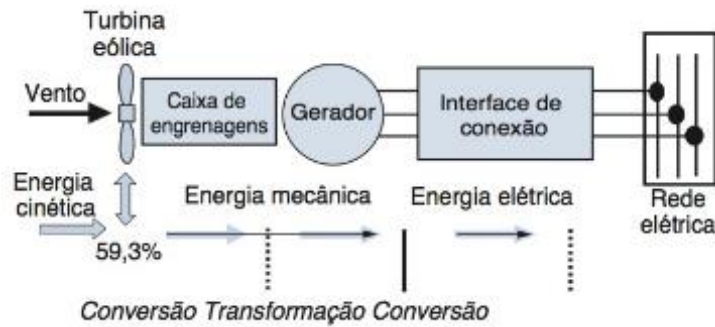 Turbina
eólica
Vento
Caixa de
engrenagens
Gerador
Interface de
conexão
Rede
elétrica
Energia
cinética
59,3%
Energia mecânica
Energia elétrica
Conversão Transformação Conversão